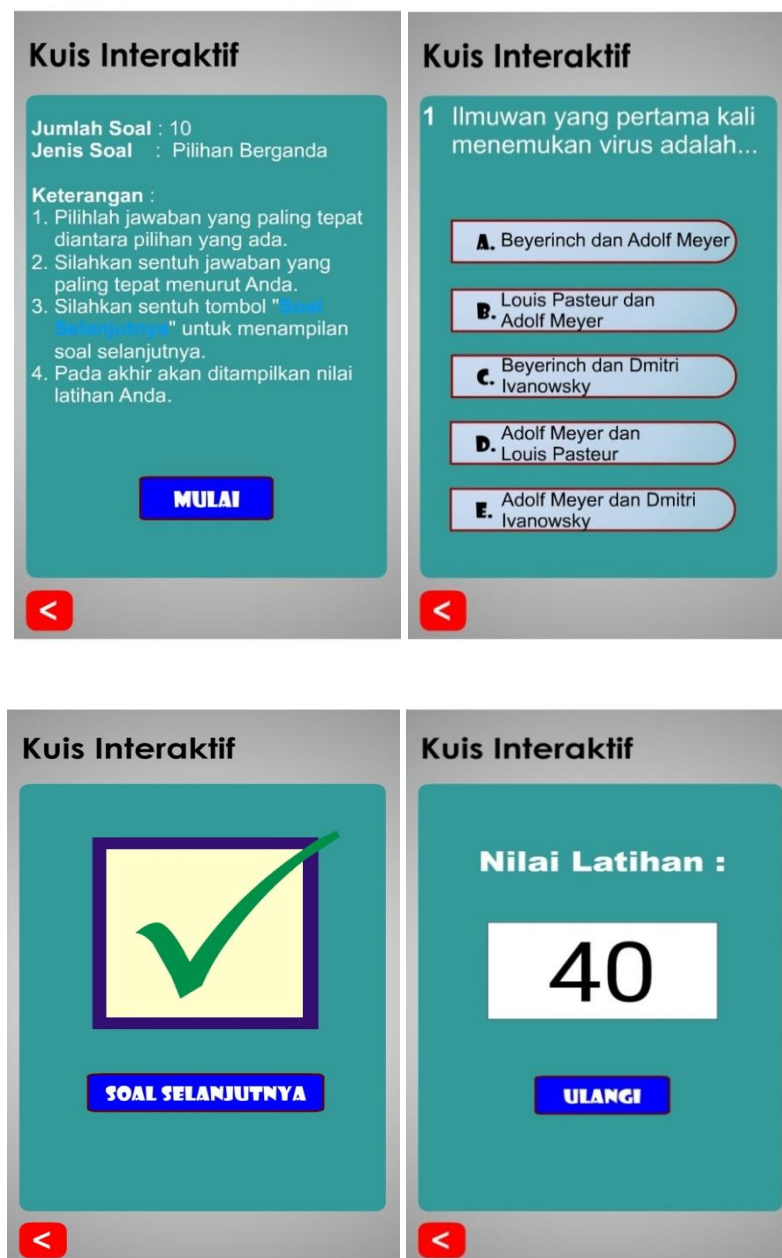 Kuis Interaktif
Jumlah Soal : 10
Jenis Soal : Pilihan Berganda
Keterangan :
1. Pilihlah jawaban yang paling tepat
diantara pilihan yang ada.
2. Silahkan sentuh jawaban yang
paling tepat menurut Anda.
3. Silahkan sentuh tombol "Soal
Selanjutnya" untuk menampilan
soal selanjutnya.
4. Pada akhir akan ditampilkan nilai
latihan Anda.
MULAI
<
Kuis Interaktif
1 Ilmuwan yang pertama kali
menemukan virus adalah...
A. Beyerinch dan Adolf Meyer
B. Louis Pasteur dan
Adolf Meyer
C. Beyerinch dan Dmitri
Ivanowsky
D. Adolf Meyer dan
Louis Pasteur
E. Adolf Meyer dan Dmitri
Ivanowsky
<
Kuis Interaktif
SOAL SELANJUTNYA
<
Kuis Interaktif
Nilai Latihan :
40
ULANGI
<